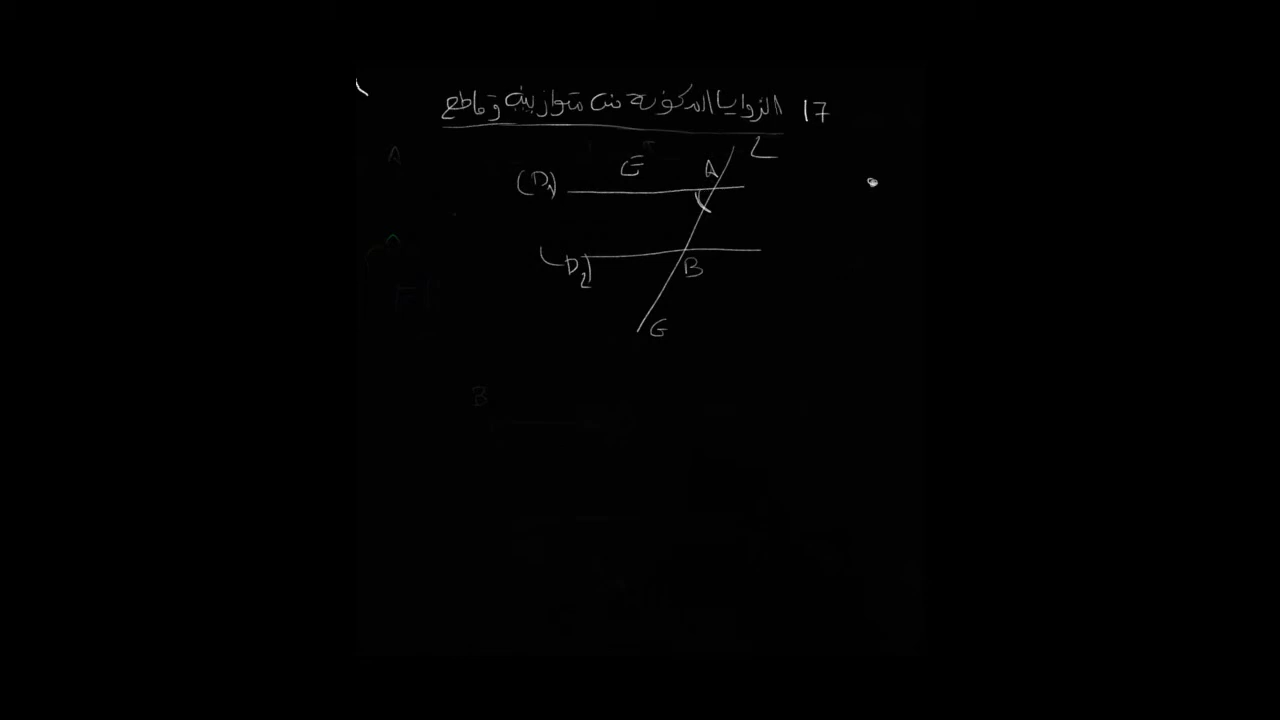 17 الزوايا المكونة من متوازيين وقاطع
L
E A
(D1)
(D2) B
G